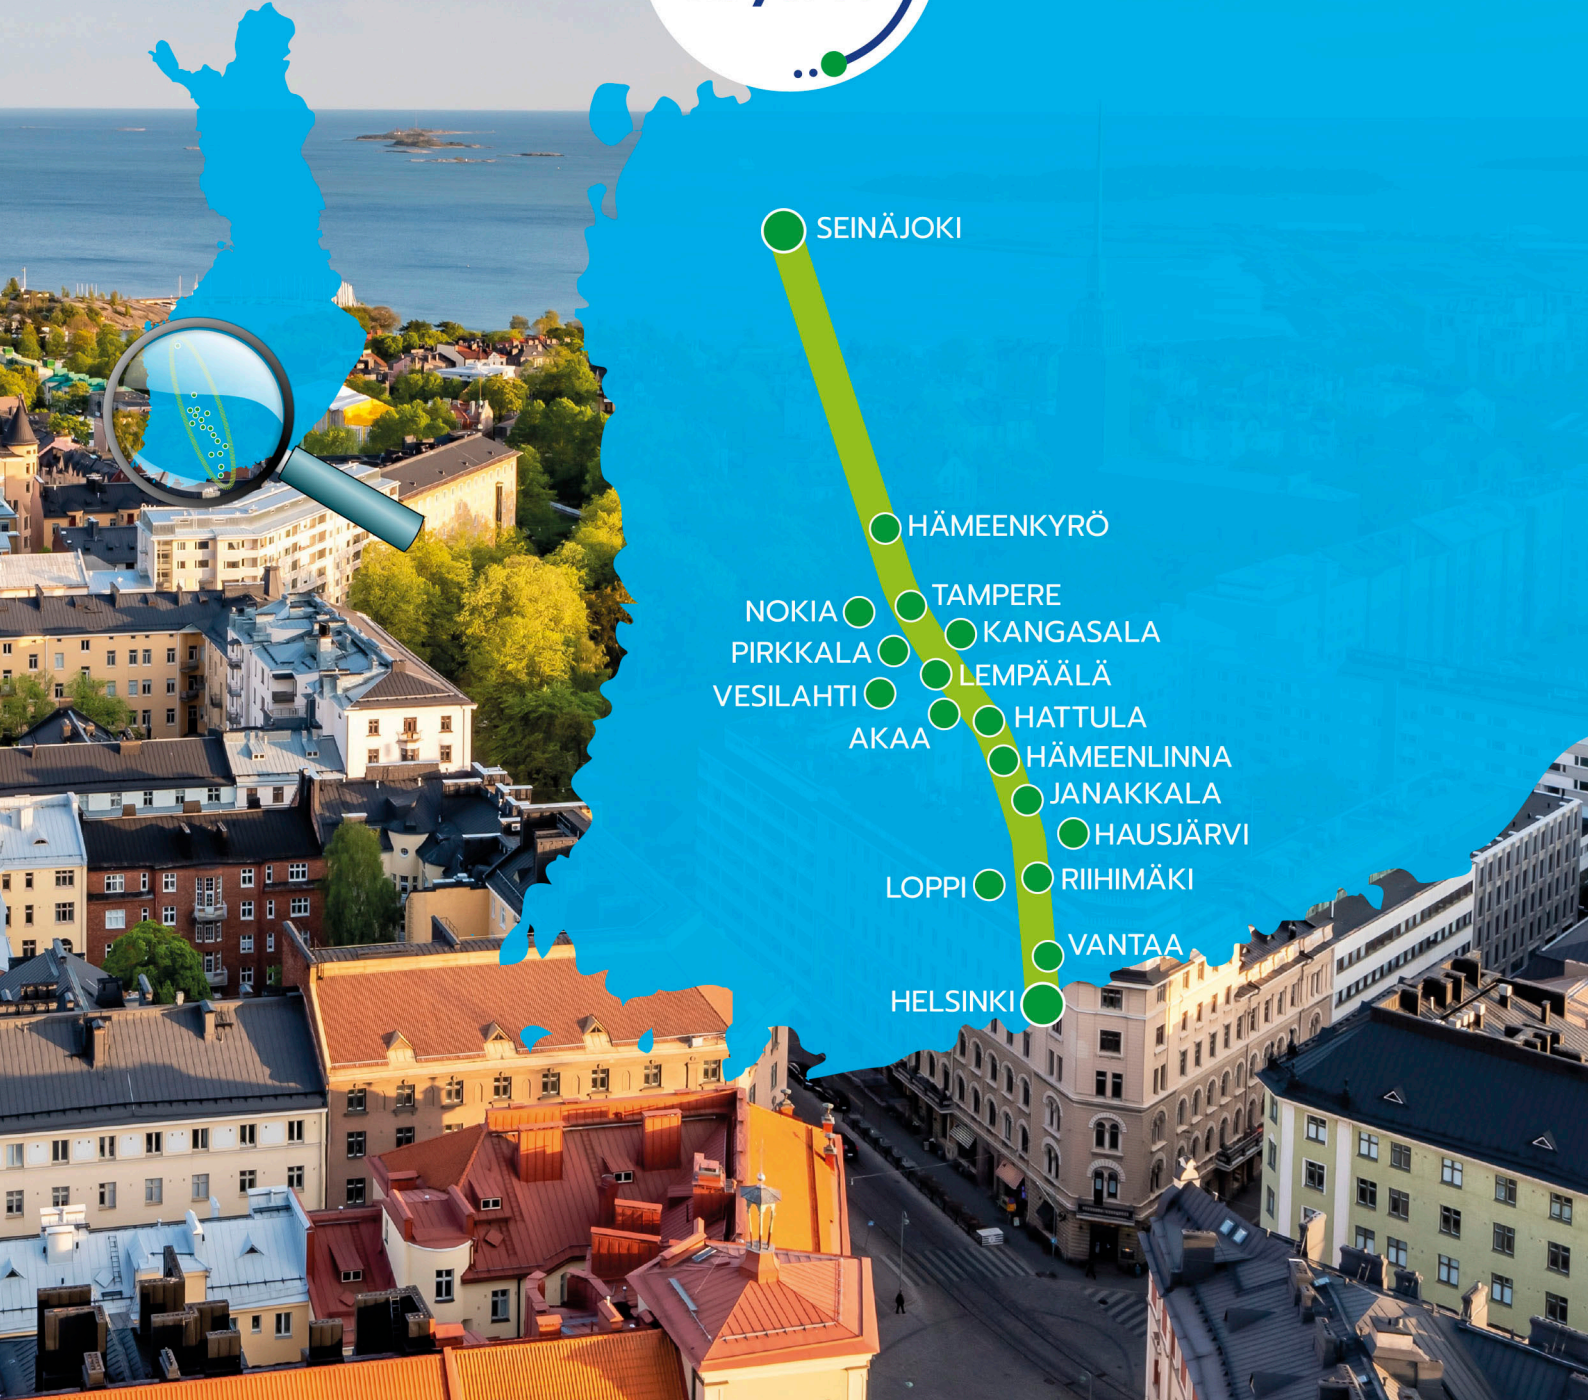 SEINÄJOKI
HÄMEENKYRÖ
TAMPERE
NOKIA
KANGASALA
PIRKKALA
LEMPÄÄLÄ
VESILAHTI
HATTULA
AKAA
HÄMEENLINNA
JANAKKALA
HAUSJÄRVI
RIIHIMÄKI
LOPPI
VANTAA
HELSINKI